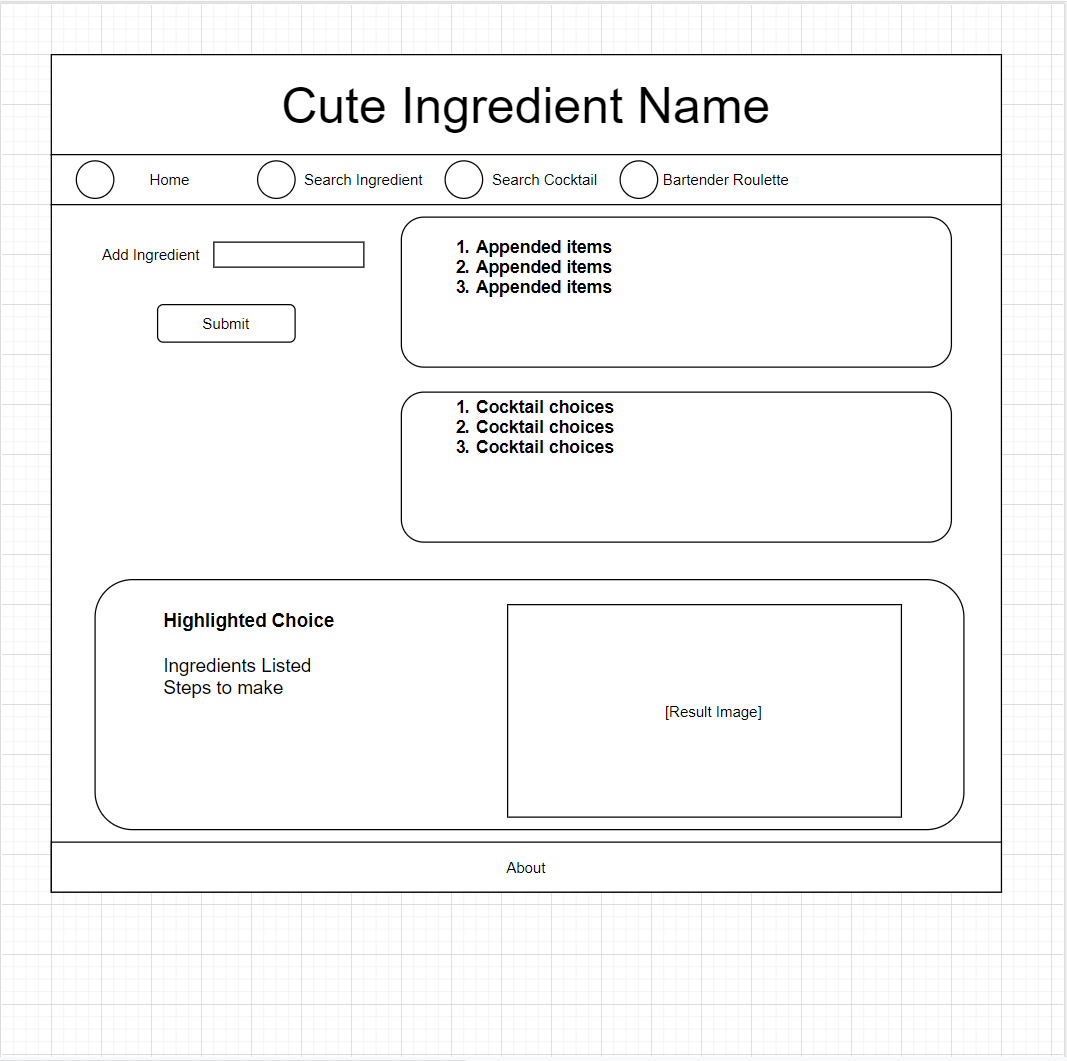 Cute Ingredient Name
Home Search Ingredient Search Cocktail Bartender Roulette
Add Ingredient
Submit
1. Appended items
2. Appended items
3. Appended items
1. Cocktail choices
2. Cocktail choices
3. Cocktail choices
Highlighted Choice
Ingredients Listed
Steps to make
[Result Image]
About